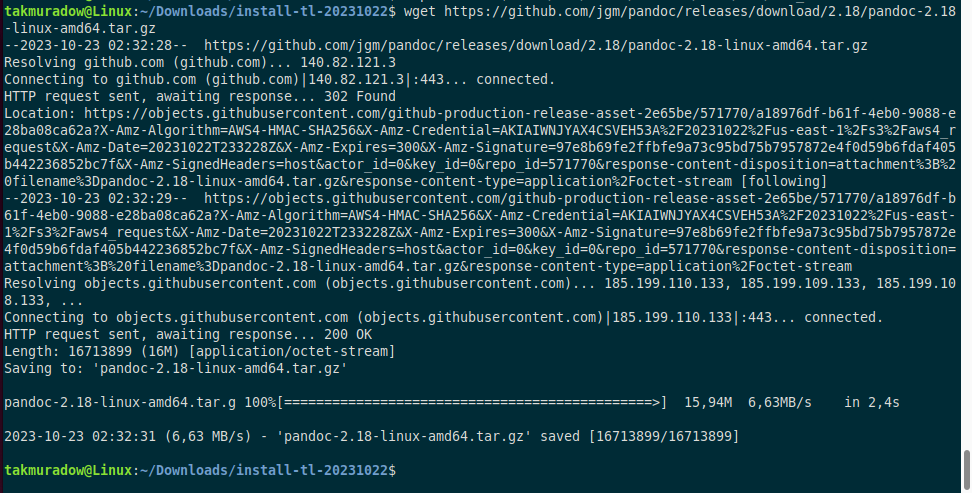 takmuradow@Linux:~/Downloads/install-tl-20231022$ wget https://github.com/jgm/pandoc/releases/download/2.18/pandoc-2.18
-linux-amd64.tar.gz
--2023-10-23 02:32:28--  https://github.com/jgm/pandoc/releases/download/2.18/pandoc-2.18-linux-amd64.tar.gz
Resolving github.com (github.com)... 140.82.121.3
Connecting to github.com (github.com)|140.82.121.3|:443... connected.
HTTP request sent, awaiting response... 302 Found
Location: https://objects.githubusercontent.com/github-production-release-asset-2e65be/571770/a18976df-b61f-4eb0-9088-e
28ba08ca62a?X-Amz-Algorithm=AWS4-HMAC-SHA256&X-Amz-Credential=AKIAIWNJYAX4CSVEH53A%2F20231022%2Fus-east-1%2Fs3%2Faws4_r
equest&X-Amz-Date=20231022T233228Z&X-Amz-Expires=300&X-Amz-Signature=97e8b69fe2ffbfe9a73c95bd75b7957872e4f0d59b6fdaf405
b442236852bc7f&X-Amz-SignedHeaders=host&actor_id=0&key_id=0&repo_id=571770&response-content-disposition=attachment%3B%2
0filename%3Dpandoc-2.18-linux-amd64.tar.gz&response-content-type=application%2Foctet-stream [following]
--2023-10-23 02:32:29--  https://objects.githubusercontent.com/github-production-release-asset-2e65be/571770/a18976df-b
61f-4eb0-9088-e28ba08ca62a?X-Amz-Algorithm=AWS4-HMAC-SHA256&X-Amz-Credential=AKIAIWNJYAX4CSVEH53A%2F20231022%2Fus-east-
1%2Fs3%2Faws4_request&X-Amz-Date=20231022T233228Z&X-Amz-Expires=300&X-Amz-Signature=97e8b69fe2ffbfe9a73c95bd75b7957872e
4f0d59b6fdaf405b442236852bc7f&X-Amz-SignedHeaders=host&actor_id=0&key_id=0&repo_id=571770&response-content-disposition=
attachment%3B%20filename%3Dpandoc-2.18-linux-amd64.tar.gz&response-content-type=application%2Foctet-stream
Resolving objects.githubusercontent.com (objects.githubusercontent.com)... 185.199.110.133, 185.199.109.133, 185.199.10
8.133, ...
Connecting to objects.githubusercontent.com (objects.githubusercontent.com)|185.199.110.133|:443... connected.
HTTP request sent, awaiting response... 200 OK
Length: 16713899 (16M) [application/octet-stream]
Saving to: 'pandoc-2.18-linux-amd64.tar.gz'
pandoc-2.18-linux-amd64.tar.g 100%[==============================================>]  15,94M  6,63MB/s    in 2,4s
2023-10-23 02:32:31 (6,63 MB/s) - 'pandoc-2.18-linux-amd64.tar.gz' saved [16713899/16713899]
takmuradow@Linux:~/Downloads/install-tl-20231022$